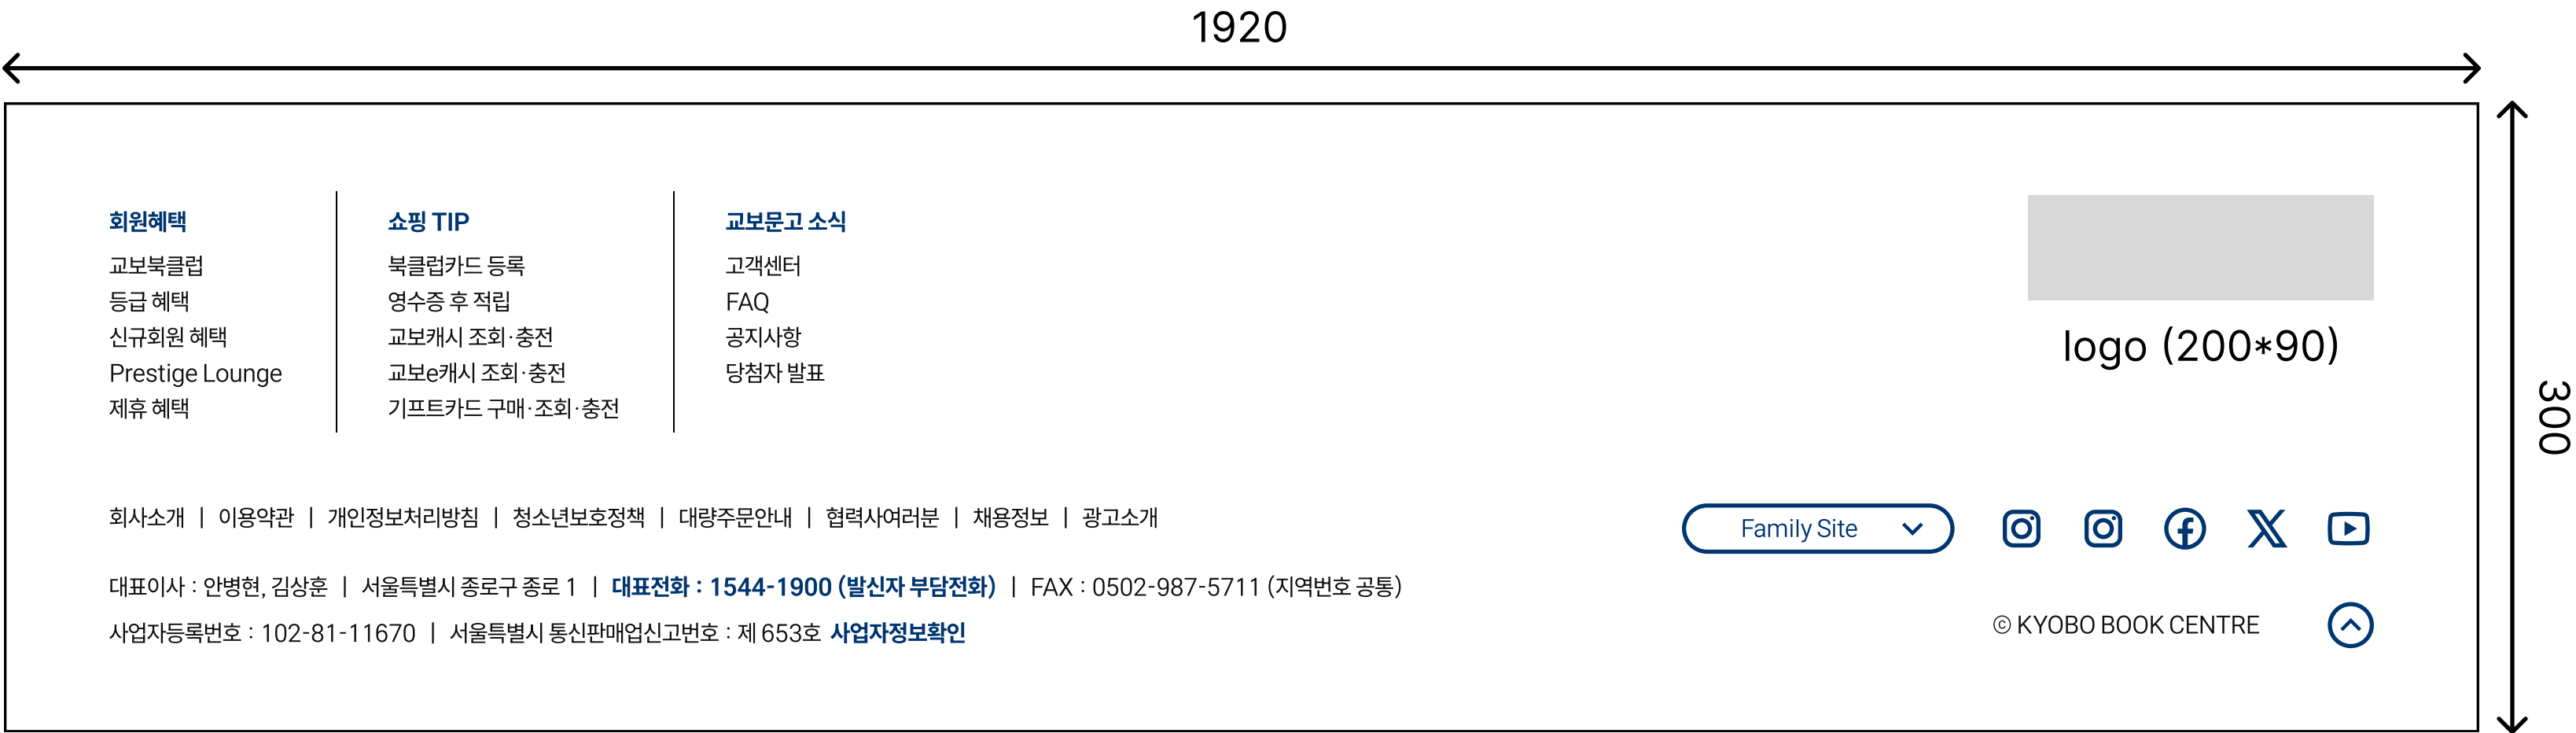 1920
회원혜택
교보북클럽
등급 혜택
신규회원 혜택
Prestige Lounge
제휴 혜택
쇼핑 TIP
북클럽카드 등록
영수증 후 적립
교보캐시 조회·충전
교보e캐시 조회·충전
기프트카드 구매·조회·충전
교보문고 소식
고객센터
FAQ
공지사항
당첨자 발표
logo (200*90)
300
회사소개 | 이용약관 | 개인정보처리방침 | 청소년보호정책 | 대량주문안내 | 협력사여러분 | 채용정보 | 광고소개
Family Site
대표이사 : 안병현, 김상훈 | 서울특별시 종로구 종로 1 | 대표전화 : 1544-1900 (발신자 부담전화) | FAX : 0502-987-5711 (지역번호 공통)
사업자등록번호 : 102-81-11670 | 서울특별시 통신판매업신고번호 : 제 653호 사업자정보확인
ⓒ KYOBO BOOK CENTRE